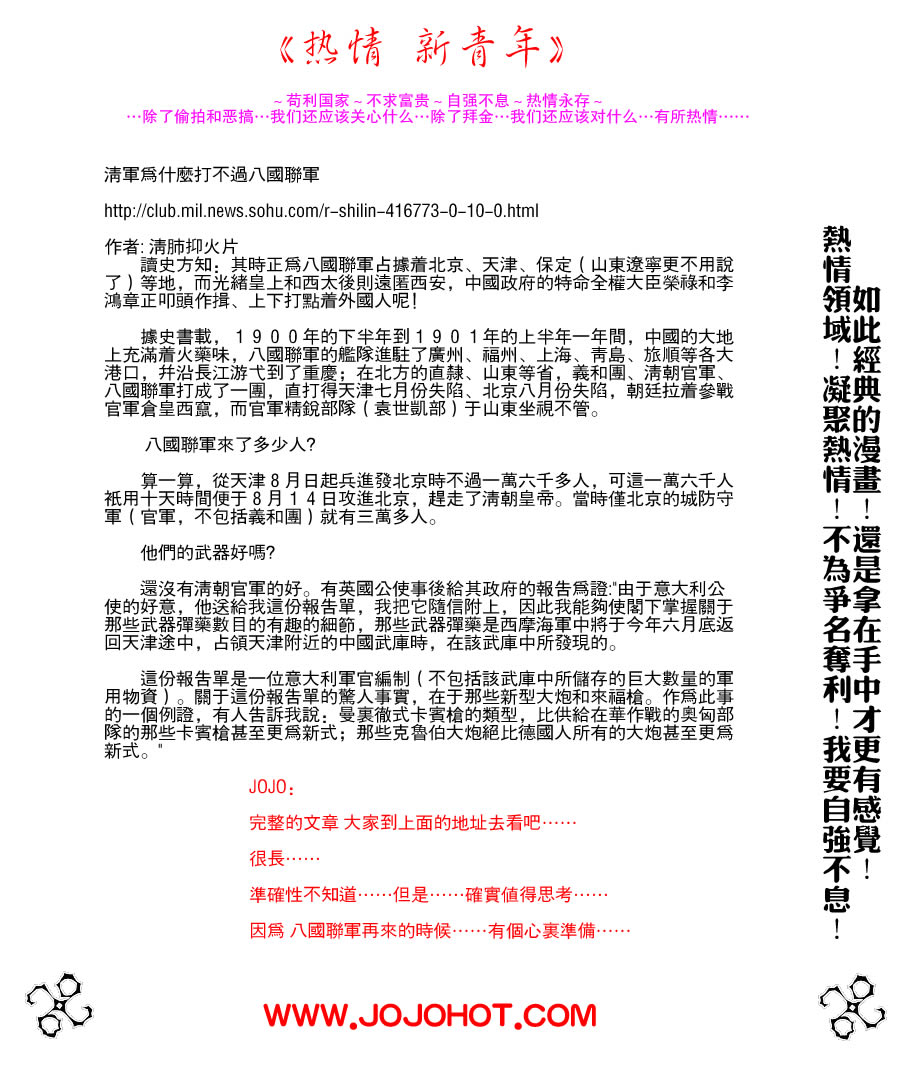 《热情 新青年》
~苟利国家~不求富贵~自强不息~热情永存~
…除了偷拍和恶搞…我们还应该关心什么…除了拜金…我们还应该对什么…有所热情……
清軍爲什麼打不過八國聯軍
http://club.mil.news.sohu.com/r-shilin-416773-0-10-0.html
作者: 清肺抑火片
讀史方知：其時正爲八國聯軍占據着北京、天津、保定（山東遼寧更不用說
了）等地，而光緒皇上和西太後則遠匿西安，中國政府的特命全權大臣榮祿和李
鴻章正叩頭作揖、上下打點着外國人呢！
據史書載，１９００年的下半年到１９０１年的上半年一年間，中國的大地
上充滿着火藥味，八國聯軍的艦隊進駐了廣州、福州、上海、青島、旅順等各大
港口，幷沿長江游弋到了重慶；在北方的直隸、山東等省，義和團、清朝官軍、
八國聯軍打成了一團，直打得天津七月份失陷、北京八月份失陷，朝廷拉着參戰
官軍倉皇西竄，而官軍精銳部隊（袁世凱部）于山東坐視不管。
八國聯軍來了多少人?
算一算，從天津８月日起兵進發北京時不過一萬六千多人，可這一萬六千人
衹用十天時間便于８月１４日攻進北京，趕走了清朝皇帝。當時僅北京的城防守
軍（官軍，不包括義和團）就有三萬多人。
他們的武器好嗎?
還沒有清朝官軍的好。有英國公使事後給其政府的報告爲證:"由于意大利公
使的好意，他送給我這份報告單，我把它隨信附上，因此我能夠使閣下掌握關于
那些武器彈藥數目的有趣的細節，那些武器彈藥是西摩海軍中將于今年六月底返
回天津途中，占領天津附近的中國武庫時，在該武庫中所發現的。
這份報告單是一位意大利軍官編制（不包括該武庫中所儲存的巨大數量的軍
用物資）。關于這份報告單的驚人事實，在于那些新型大炮和來福槍。作爲此事
的一個例證，有人告訴我說：曼裏徹式卡賓槍的類型，比供給在華作戰的奧匈部
隊的那些卡賓槍甚至更爲新式；那些克魯伯大炮絕比德國人所有的大炮甚至更爲
新式。"
JOJO：
完整的文章 大家到上面的地址去看吧……
很長……
準確性不知道……但是……確實値得思考……
因爲 八國聯軍再來的時候……有個心裏準備……
如此經典的漫畫！還是拿在手中才更有感覺！
熱情領域！凝聚熱情！不為爭名奪利！我要自強不息！
WWW.JOJOHOT.COM